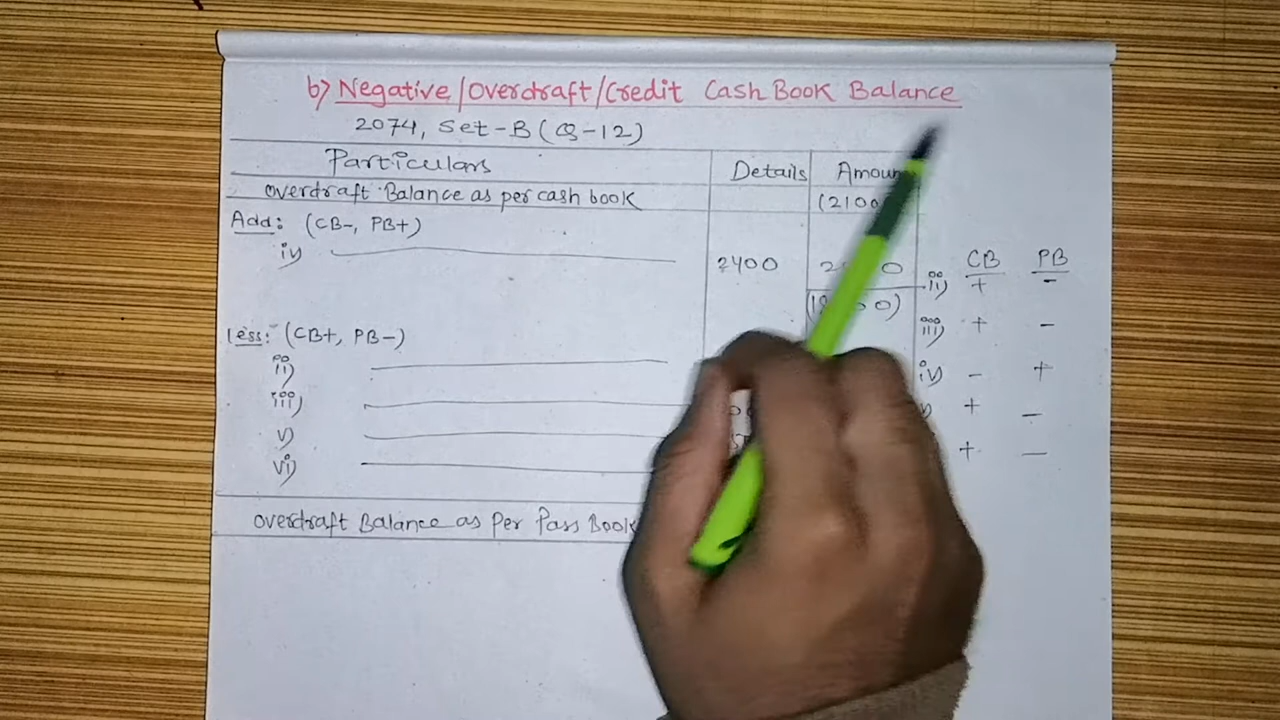 b) Negative/Overdraft/Credit Cash Book Balance
2074, Set-B (Q-12)
Particulars Details
overdraft Balance as per cash book
Add: (CB-, PB+)
iv) 2400
CB PB
ii) + -
Less: (CB+, PB-)
iii) + -
ii)
iv) - +
iii)
+ -
v)
+ -
vi)
overdraft Balance as Per Pass Book